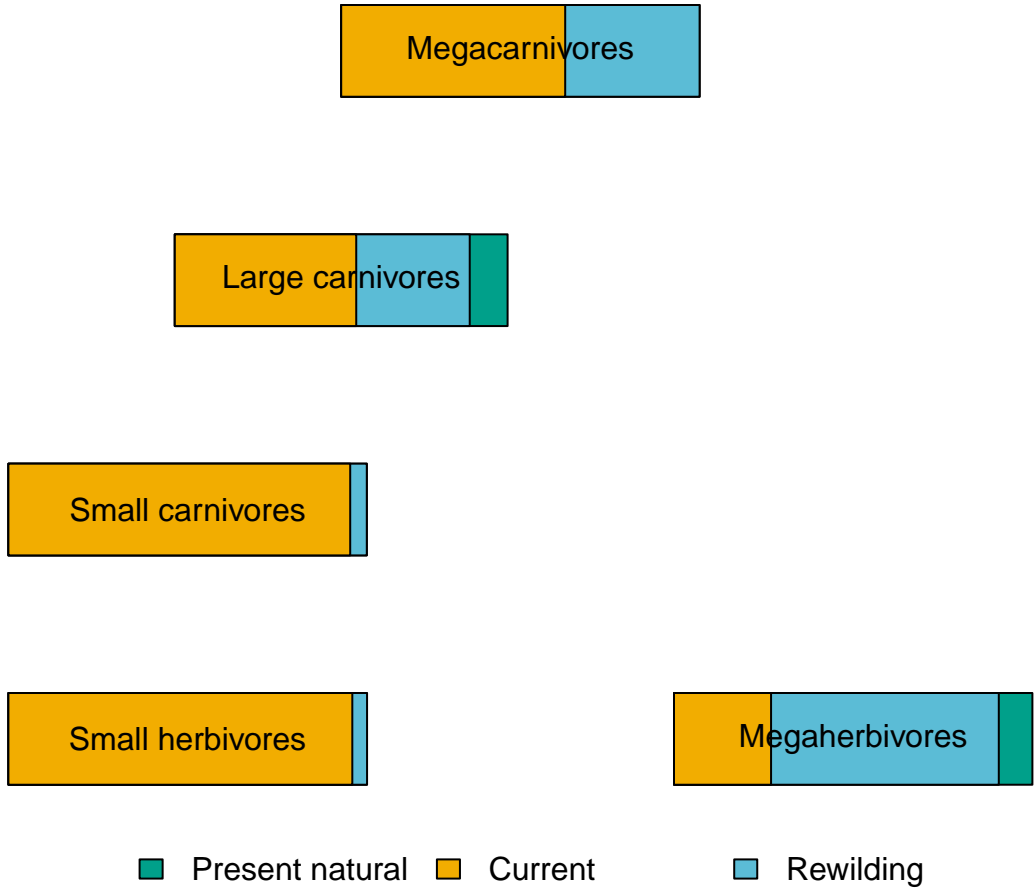 Megacarnivores
Large carnivores
Small carnivores
Small herbivores
Megaherbivores
Present natural
Current
Rewilding